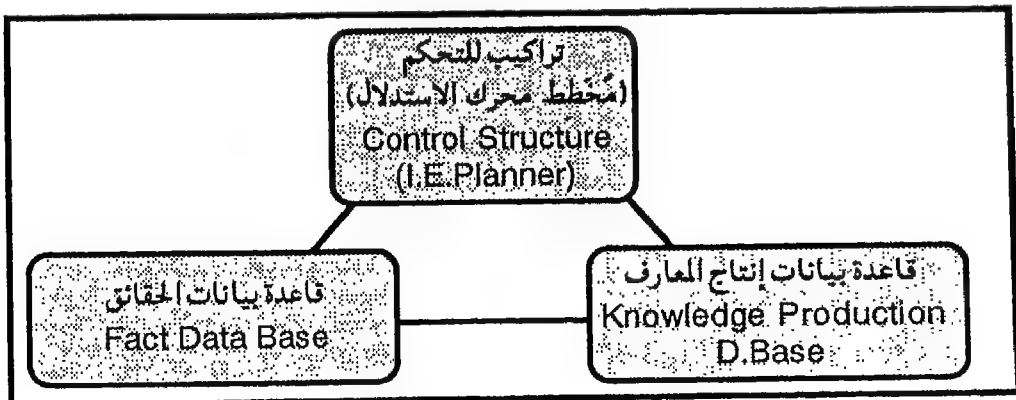 تراكيب للتحكم
(مُخطط محرك الاستدلال)
Control Structure
(I.E.Planner)
قاعدة بيانات إنتاج المعارف
Knowledge Production
D.Base
قاعدة بيانات الحقائق
Fact Data Base